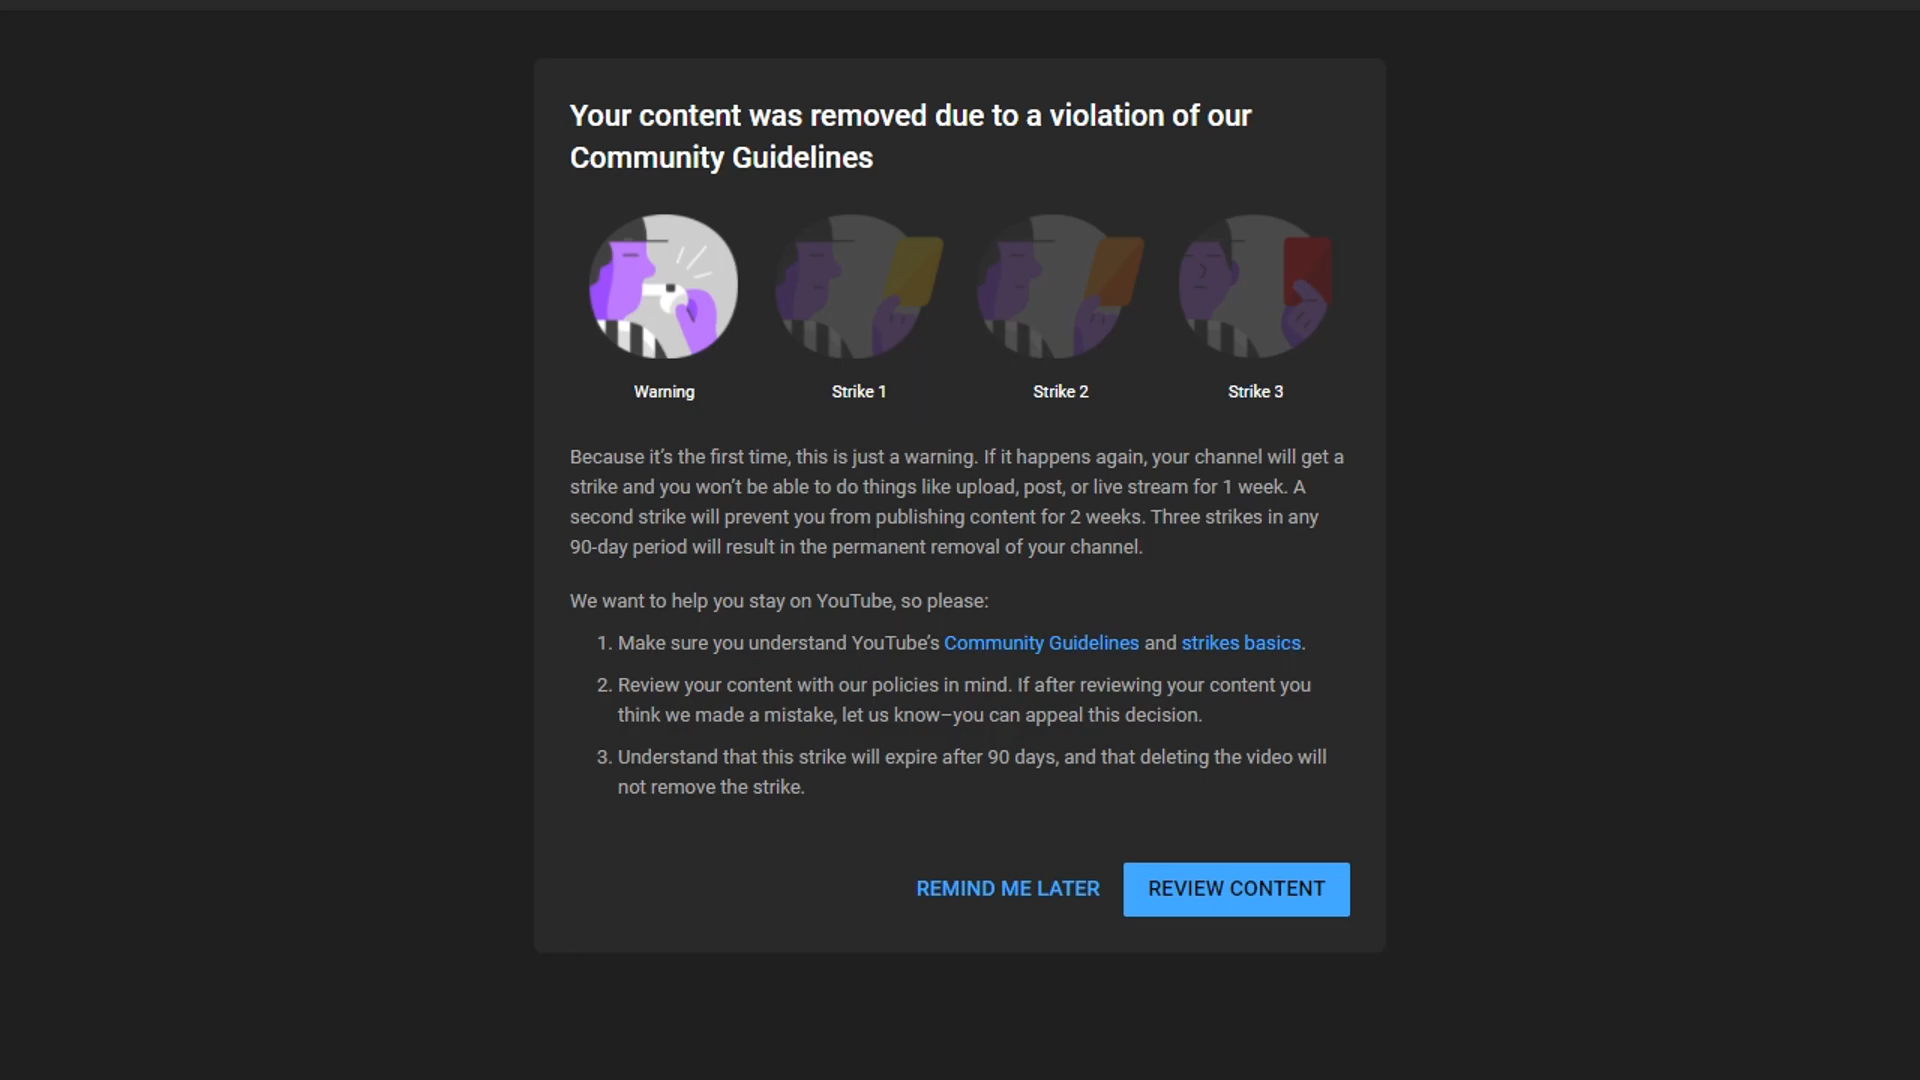 Your content was removed due to a violation of our
Community Guidelines
Warning
Strike 1
Strike 2
Strike 3
Because it’s the first time, this is just a warning. If it happens again, your channel will get a
strike and you won’t be able to do things like upload, post, or live stream for 1 week. A
second strike will prevent you from publishing content for 2 weeks. Three strikes in any
90-day period will result in the permanent removal of your channel.
We want to help you stay on YouTube, so please:
1. Make sure you understand YouTube’s Community Guidelines and strikes basics.
2. Review your content with our policies in mind. If after reviewing your content you
think we made a mistake, let us know–you can appeal this decision.
3. Understand that this strike will expire after 90 days, and that deleting the video will
not remove the strike.
REMIND ME LATER
REVIEW CONTENT